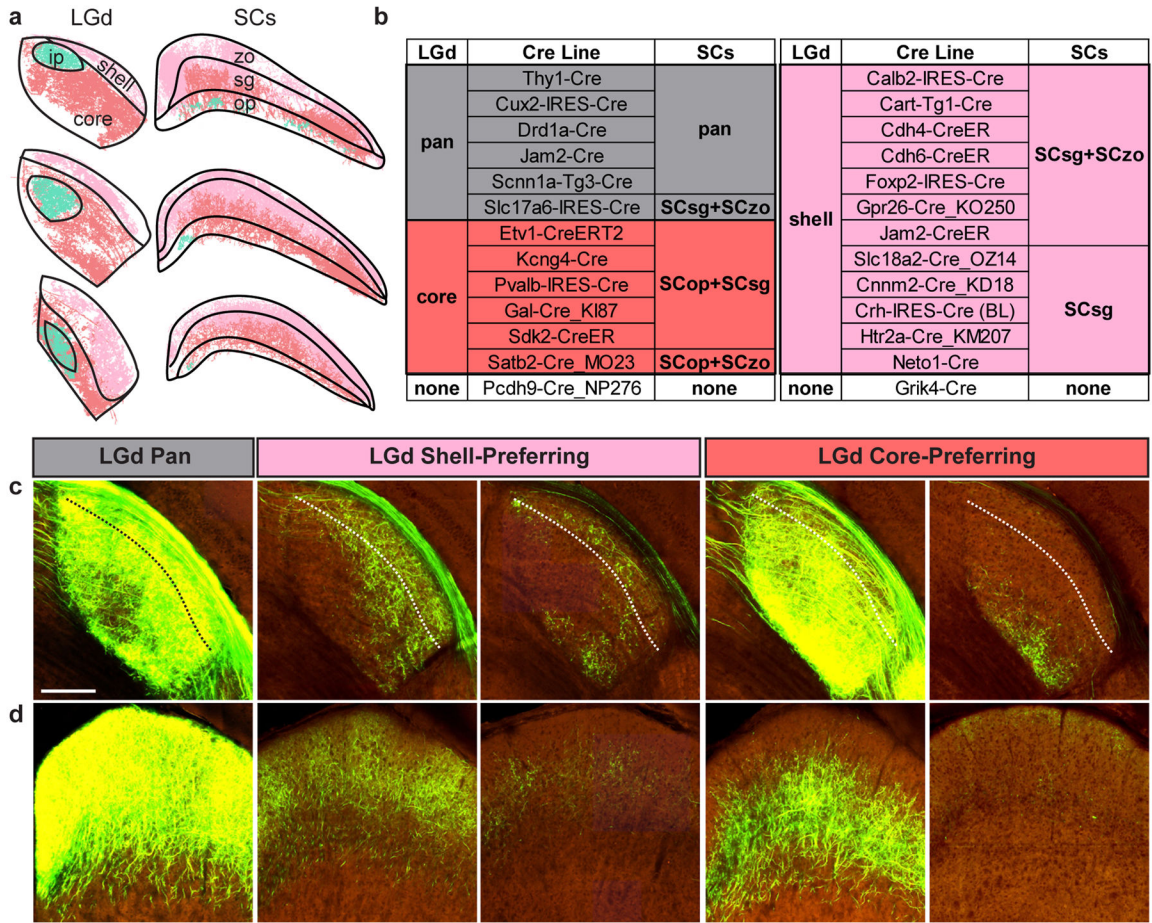 a
LGd
SCs
ip
shell
core
zo
sg
op
b
LGd Cre Line SCs
pan
Thy1-Cre
Cux2-IRES-Cre
Drd1a-Cre
Jam2-Cre
Scnn1a-Tg3-Cre
pan
Slc17a6-IRES-Cre SCsg+SCzo
core
Etv1-CreERT2
Kcng4-Cre
Pvalb-IRES-Cre
Gal-Cre_KI87
Sdk2-CreER
SCop+SCsg
Satb2-Cre_MO23 SCop+SCzo
none Pcdh9-Cre_NP276 none
LGd Cre Line SCs
shell
Calb2-IRES-Cre
Cart-Tg1-Cre
Cdh4-CreER
Cdh6-CreER
Foxp2-IRES-Cre
Gpr26-Cre_KO250
Jam2-CreER
SCsg+SCzo
Slc18a2-Cre_OZ14
Cnnm2-Cre_KD18
Crh-IRES-Cre (BL)
Htr2a-Cre_KM207
Neto1-Cre
SCsg
none Grik4-Cre none
LGd Pan
LGd Shell-Preferring
LGd Core-Preferring
c
d